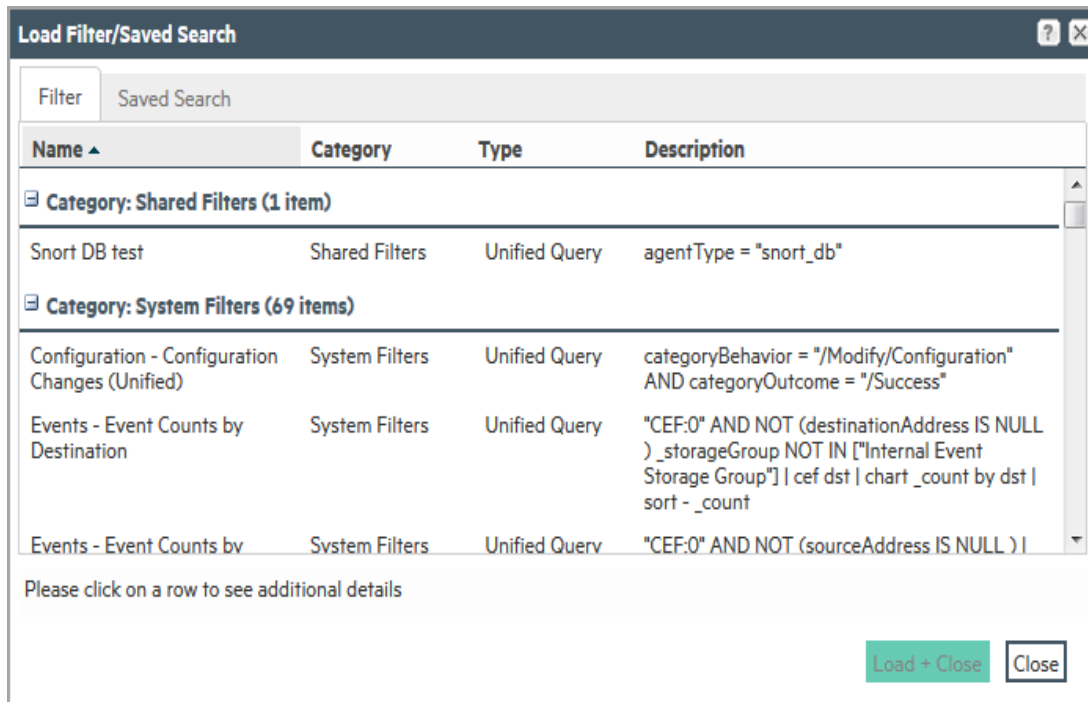 Load Filter/Saved Search
Filter Saved Search
Name Category Type Description
Category: Shared Filters (1 item)
Snort DB test Shared Filters Unified Query agentType = "snort_db"
Category: System Filters (69 items)
Configuration - Configuration System Filters Unified Query categoryBehavior = "/Modify/Configuration"
Changes (Unified) AND categoryOutcome = "/Success"
Events - Event Counts by System Filters Unified Query "CEF:0" AND NOT (destinationAddress IS NULL
Destination ) _storageGroup NOT IN ["Internal Event
Storage Group"] | cef dst | chart _count by dst |
sort - _count
Events - Event Counts by System Filters Unified Query "CEF:0" AND NOT (sourceAddress IS NULL ) |
Please click on a row to see additional details
Load + Close Close